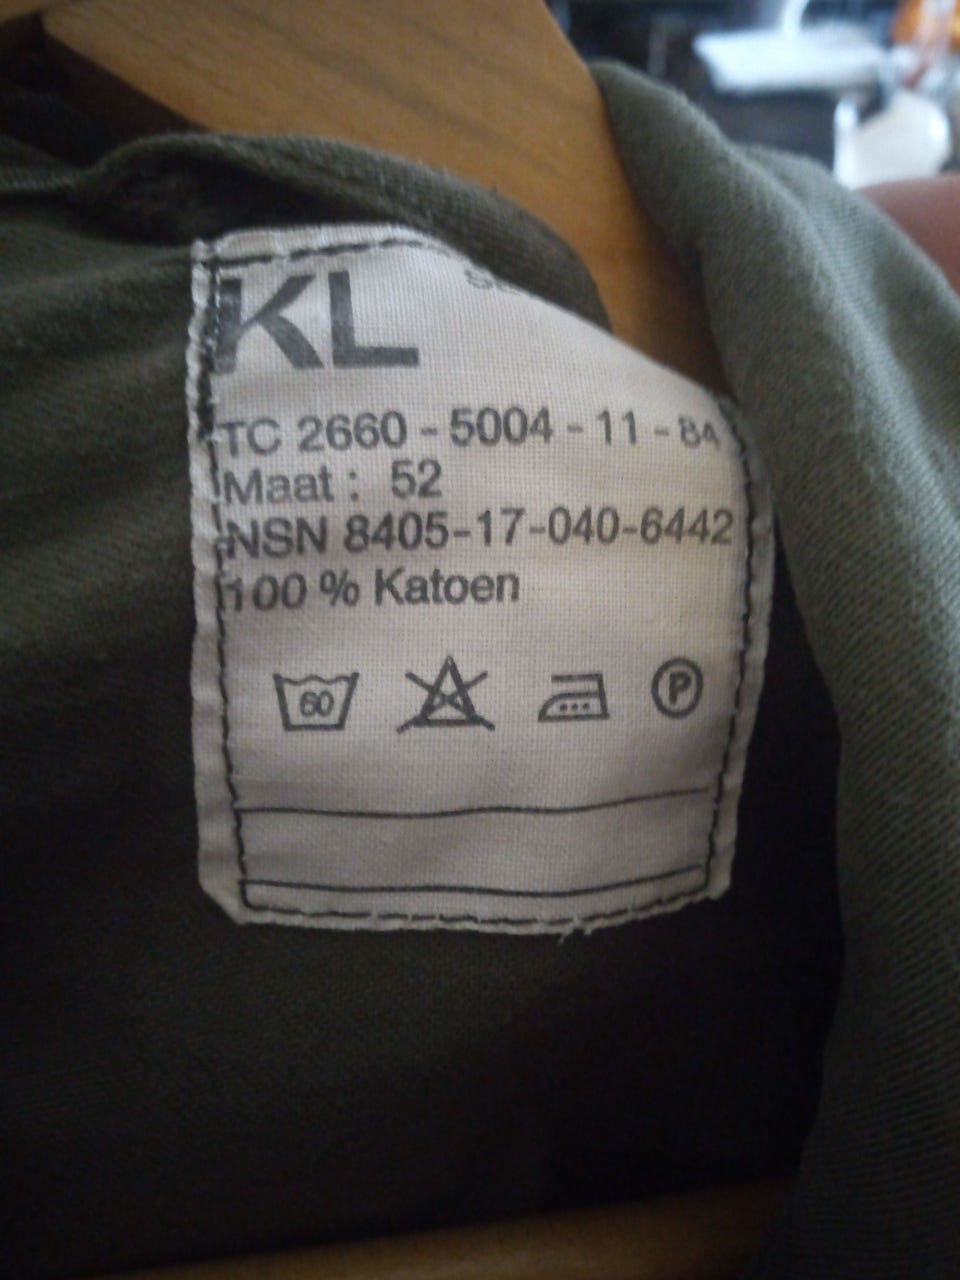 KL
TC 2660 - 5004 - 11 - 84
Maat : 52
NSN 8405-17-040-6442
100 % Katoen
60
P